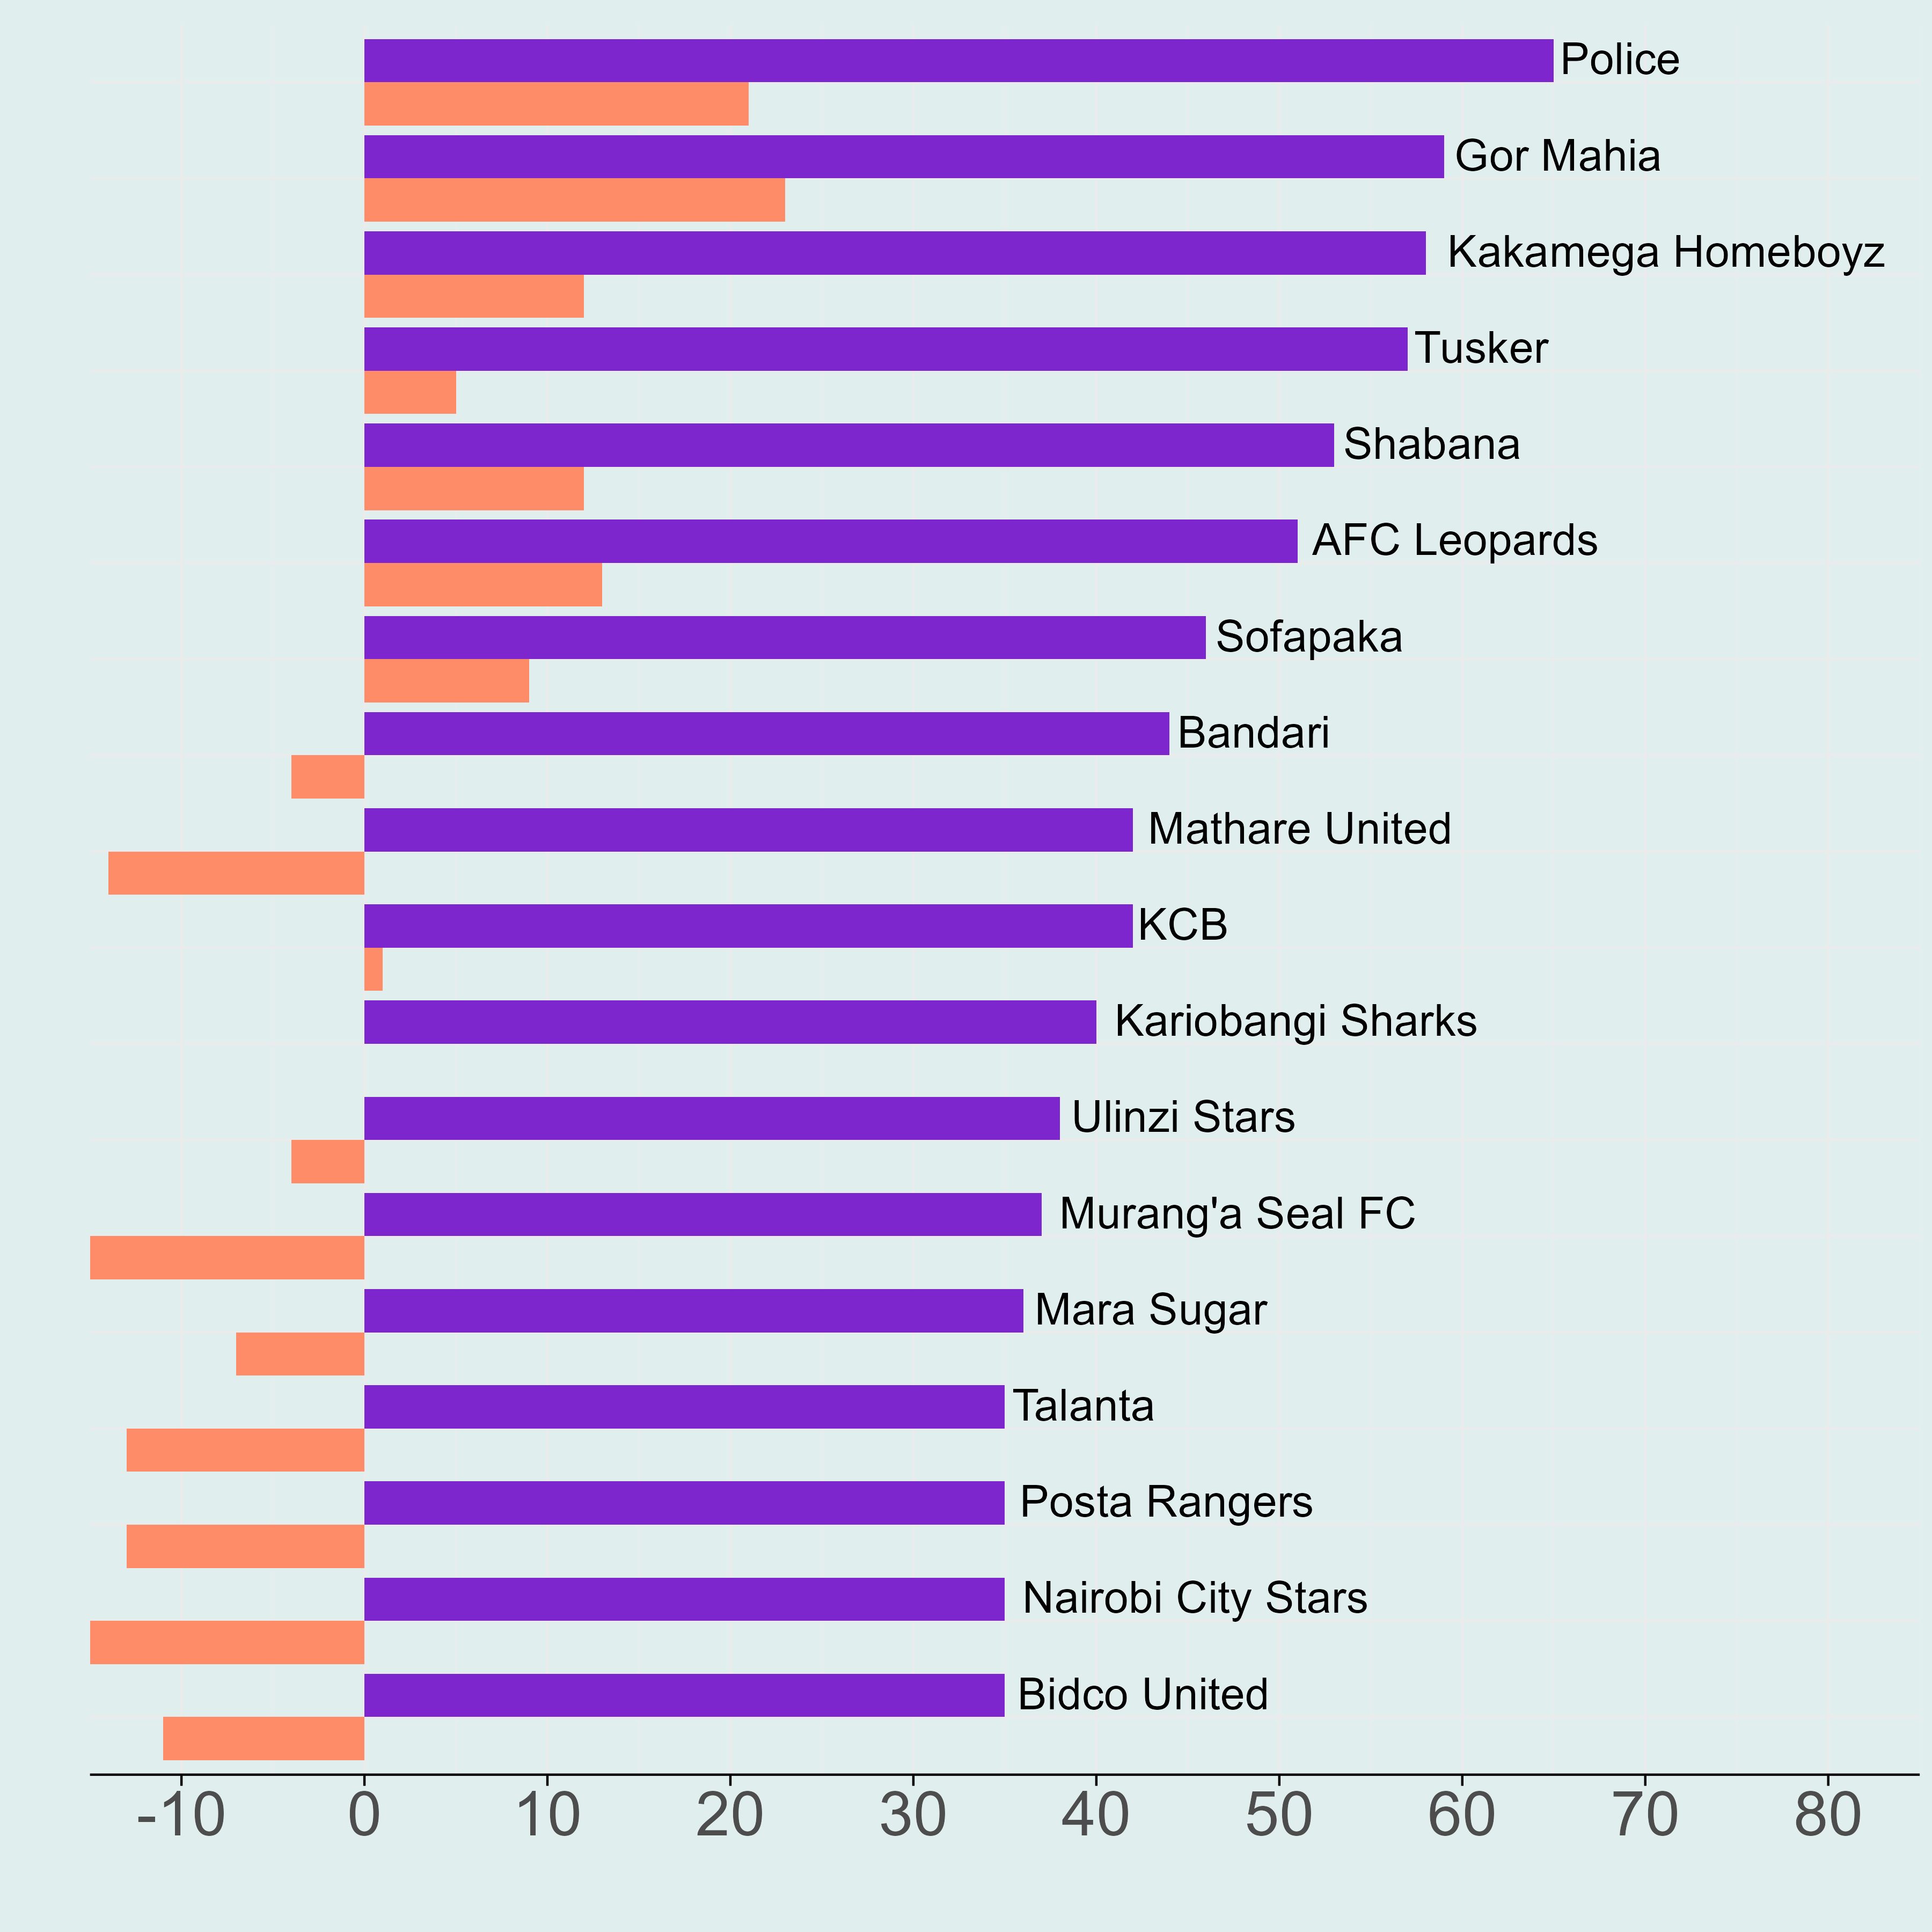 Police
Gor Mahia
Kakamega Homeboyz
Tusker
Shabana
AFC Leopards
Sofapaka
Bandari
Mathare United
KCB
Kariobangi Sharks
Ulinzi Stars
Murang'a Seal FC
Mara Sugar
Talanta
Posta Rangers
Nairobi City Stars
Bidco United
-10 0 10 20 30 40 50 60 70 80